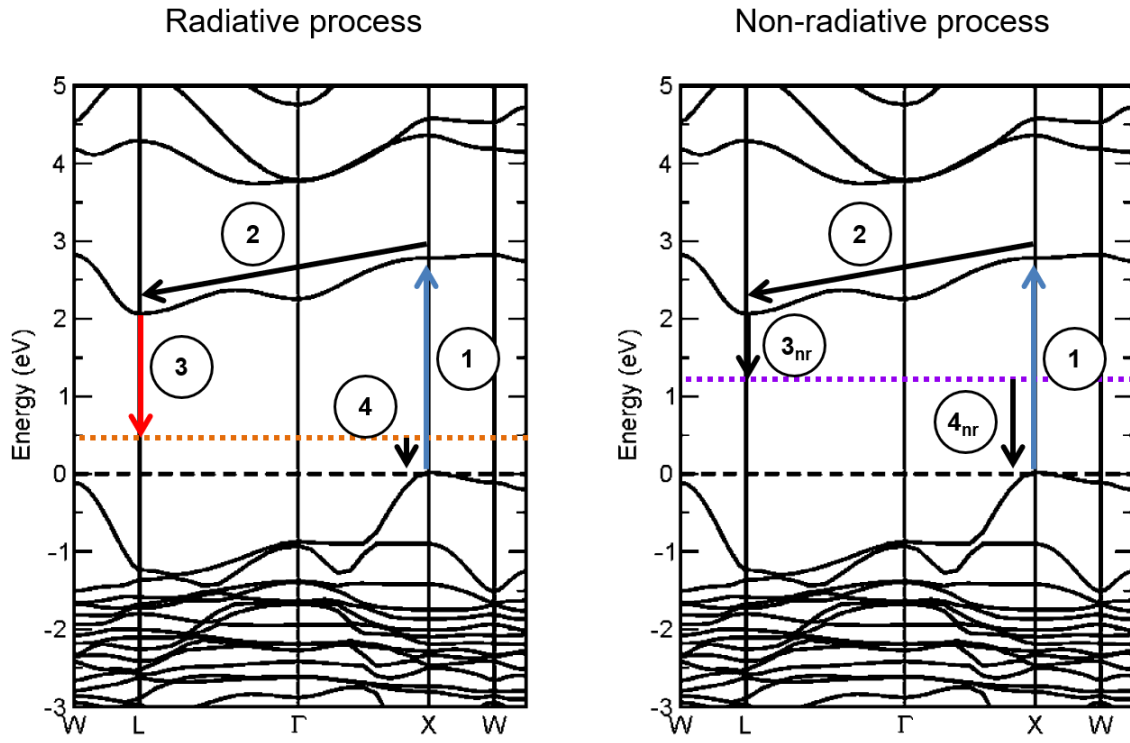 Radiative process
Non-radiative process
5
4
3
2
1
0
-1
-2
-3
Energy (eV)
2
3
1
4
W
L
Γ
X
W
5
4
3
2
1
0
-1
-2
-3
Energy (eV)
2
3nr
1
4nr
W
L
Γ
X
W